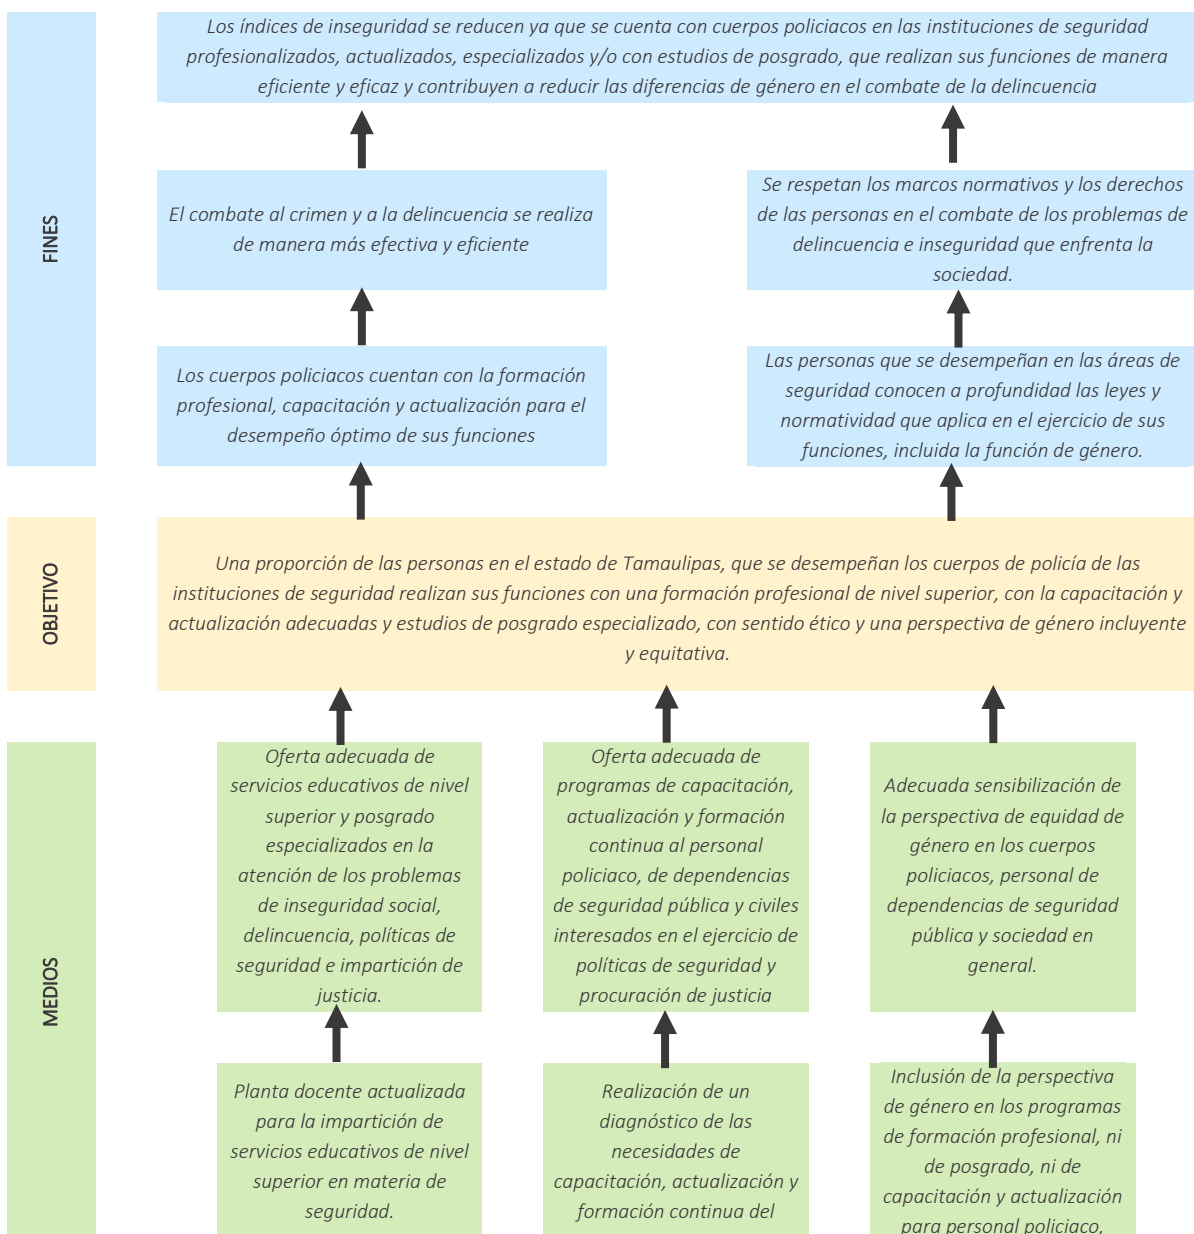 Los índices de inseguridad se reducen ya que se cuenta con cuerpos policiacos en las instituciones de seguridad
profesionalizados, actualizados, especializados y/o con estudios de posgrado, que realizan sus funciones de manera
eficiente y eficaz y contribuyen a reducir las diferencias de género en el combate de la delincuencia
FINES
El combate al crimen y a la delincuencia se realiza
de manera más efectiva y eficiente
Se respetan los marcos normativos y los derechos
de las personas en el combate de los problemas de
delincuencia e inseguridad que enfrenta la
sociedad.
Los cuerpos policiacos cuentan con la formación
profesional, capacitación y actualización para el
desempeño óptimo de sus funciones
Las personas que se desempeñan en las áreas de
seguridad conocen a profundidad las leyes y
normatividad que aplica en el ejercicio de sus
funciones, incluida la función de género.
OBJETIVO
Una proporción de las personas en el estado de Tamaulipas, que se desempeñan los cuerpos de policía de las
instituciones de seguridad realizan sus funciones con una formación profesional de nivel superior, con la capacitación y
actualización adecuadas y estudios de posgrado especializado, con sentido ético y una perspectiva de género incluyente
y equitativa.
MEDIOS
Oferta adecuada de
servicios educativos de nivel
superior y posgrado
especializados en la
atención de los problemas
de inseguridad social,
delincuencia, políticas de
seguridad e impartición de
justicia.
Oferta adecuada de
programas de capacitación,
actualización y formación
continua al personal
policiaco, de dependencias
de seguridad pública y civiles
interesados en el ejercicio de
políticas de seguridad y
procuración de justicia
Adecuada sensibilización de
la perspectiva de equidad de
género en los cuerpos
policiacos, personal de
dependencias de seguridad
pública y sociedad en
general.
Planta docente actualizada
para la impartición de
servicios educativos de nivel
superior en materia de
seguridad.
Realización de un
diagnóstico de las
necesidades de
capacitación, actualización y
formación continua del
Inclusión de la perspectiva
de género en los programas
de formación profesional, ni
de posgrado, ni de
capacitación y actualización
para personal policiaco,